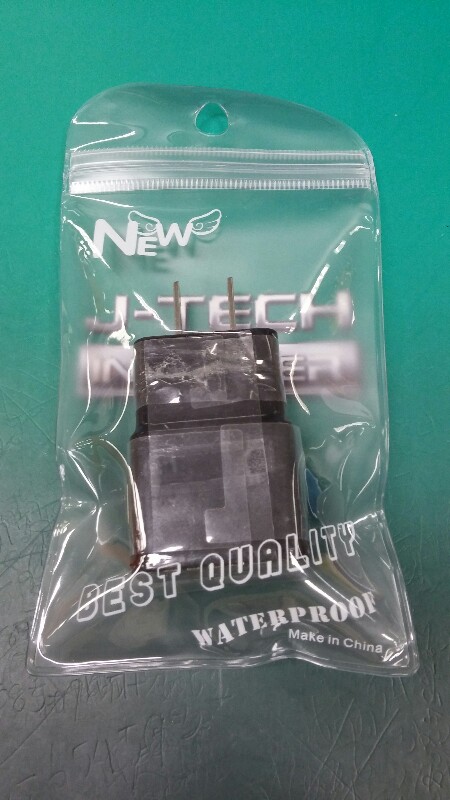 NEW
J-TECH
BEST QUALITY
WATERPROOF
Make in China